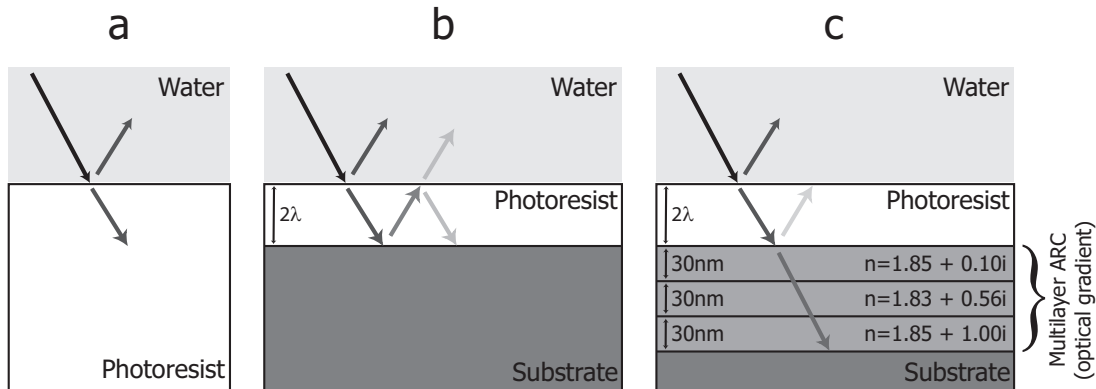 a
b
c
Water
Water
Water
Photoresist
Photoresist
Photoresist
2λ
2λ
30nm
n=1.85 + 0.10i
30nm
n=1.83 + 0.56i
30nm
n=1.85 + 1.00i
Substrate
Substrate
Multilayer ARC
(optical gradient)